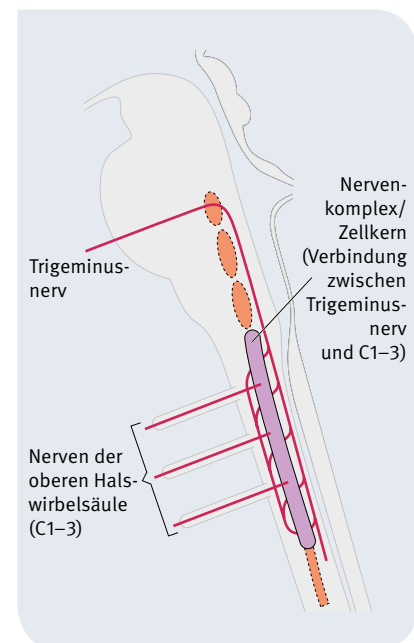 Nerven-
komplex/
Zellkern
(Verbindung
zwischen
Trigeminus-
nerv
und C1–3)
Trigeminus-
nerv
Nerven der
oberen Hals-
wirbelsäule
(C1–3)